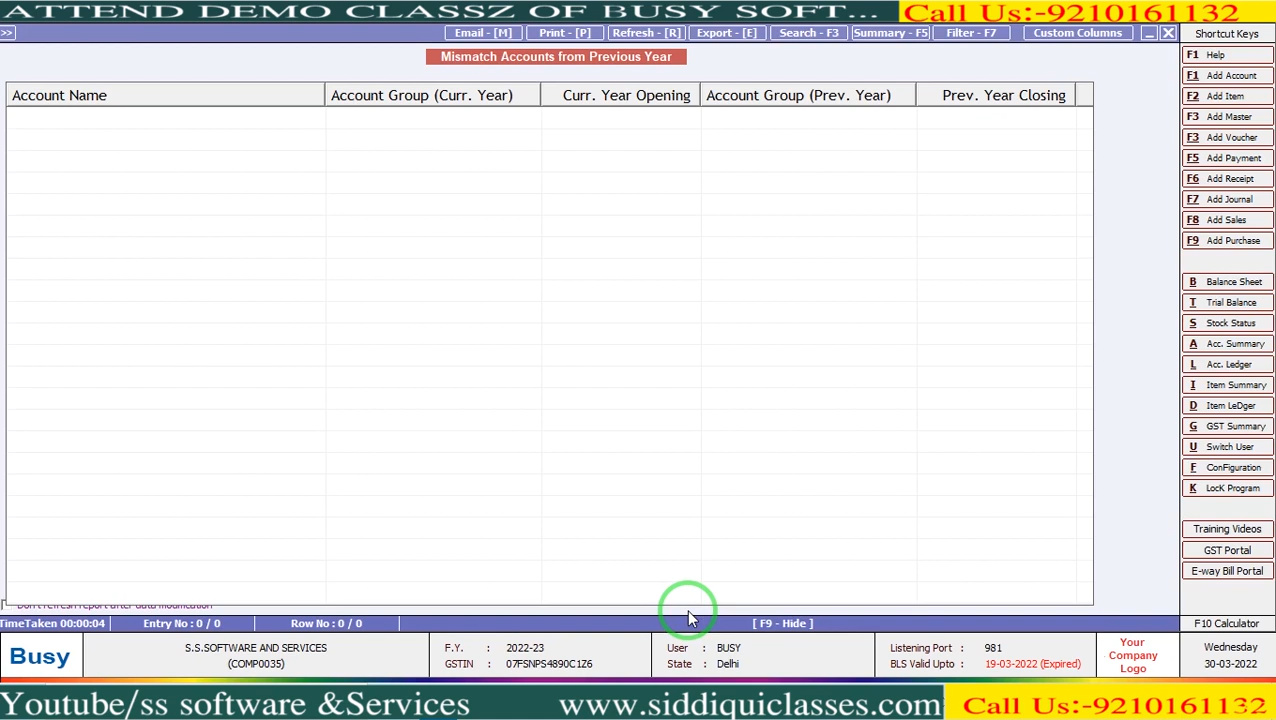 ATTEND DEMO CLASSZ OF BUSY SOFT...
Call Us:-9210161132
>>
Email - [M]
Print - [P]
Refresh - [R]
Export - [E]
Search - F3
Summary - F5
Filter - F7
Custom Columns
Mismatch Accounts from Previous Year
Account Name
Account Group (Curr. Year)
Curr. Year Opening
Account Group (Prev. Year)
Prev. Year Closing
Don't refresh report after data modification
TimeTaken 00:00:04
Entry No : 0 / 0
Row No : 0 / 0
[ F9 - Hide ]
Shortcut Keys
F1 Help
F1 Add Account
F2 Add Item
F3 Add Master
F3 Add Voucher
F5 Add Payment
F6 Add Receipt
F7 Add Journal
F8 Add Sales
F9 Add Purchase
B Balance Sheet
T Trial Balance
S Stock Status
A Acc. Summary
L Acc. Ledger
I Item Summary
D Item LeDger
G GST Summary
U Switch User
F ConFiguration
K LocK Program
Training Videos
GST Portal
E-way Bill Portal
F10 Calculator
Busy
S.S.SOFTWARE AND SERVICES
(COMP0035)
F.Y. : 2022-23
GSTIN : 07FSNPS4890C1Z6
User : BUSY
State : Delhi
Listening Port : 981
BLS Valid Upto : 19-03-2022 (Expired)
Your
Company
Logo
Wednesday
30-03-2022
Youtube/ss software &Services
www.siddiquiclasses.com
Call Us:-9210161132